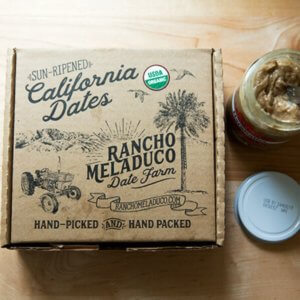 SUN-RIPENED
California
Dates
USDA
ORGANIC
RANCHO
MELADUCO
Date Farm
RANCHOMELADUCO.COM
HAND-PICKED AND HAND PACKED